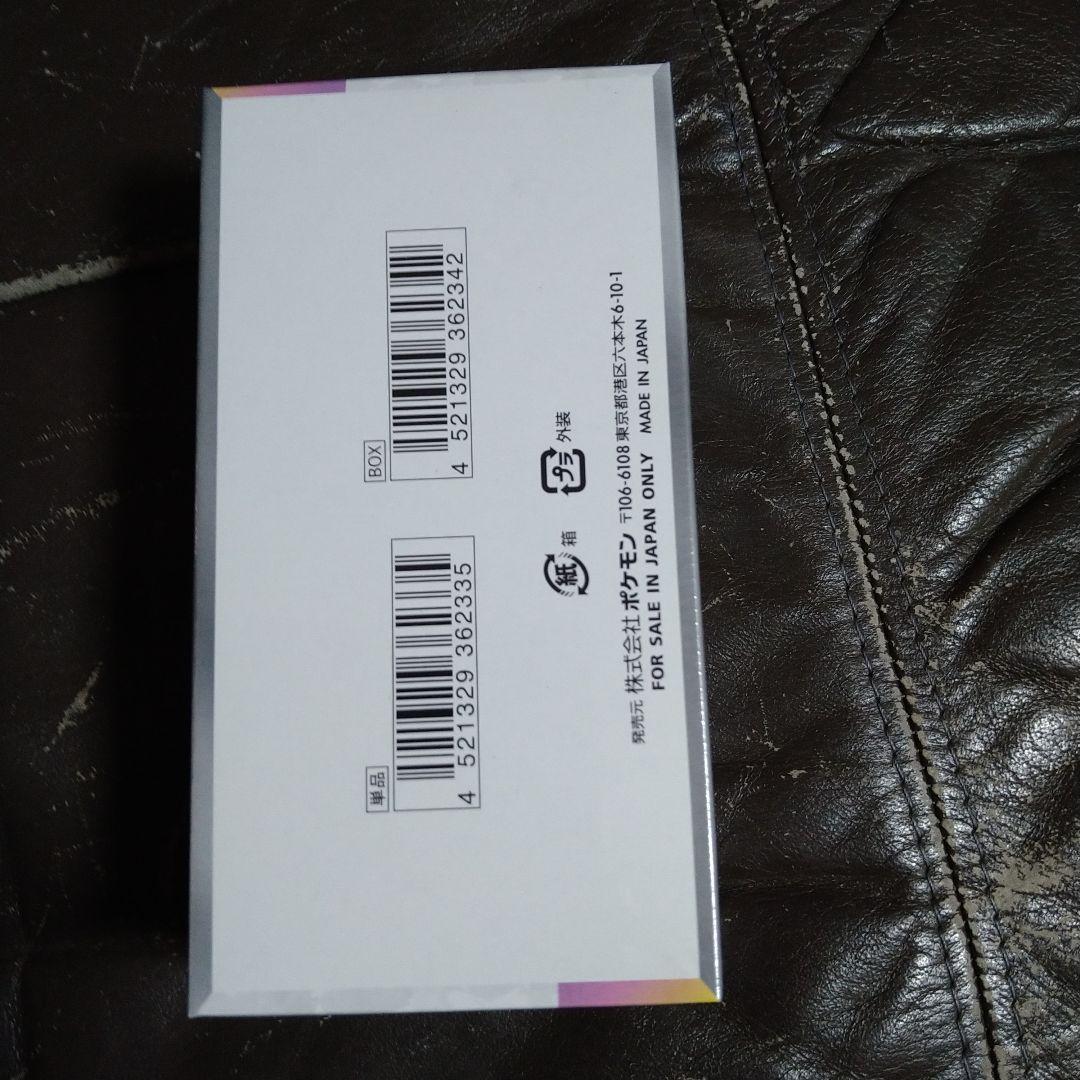 単品
4 521329 362335
BOX
4 521329 362342
紙 箱
プラ 外装
発売元 株式会社 ポケモン 〒106-6108 東京都港区六本木6-10-1
FOR SALE IN JAPAN ONLY MADE IN JAPAN